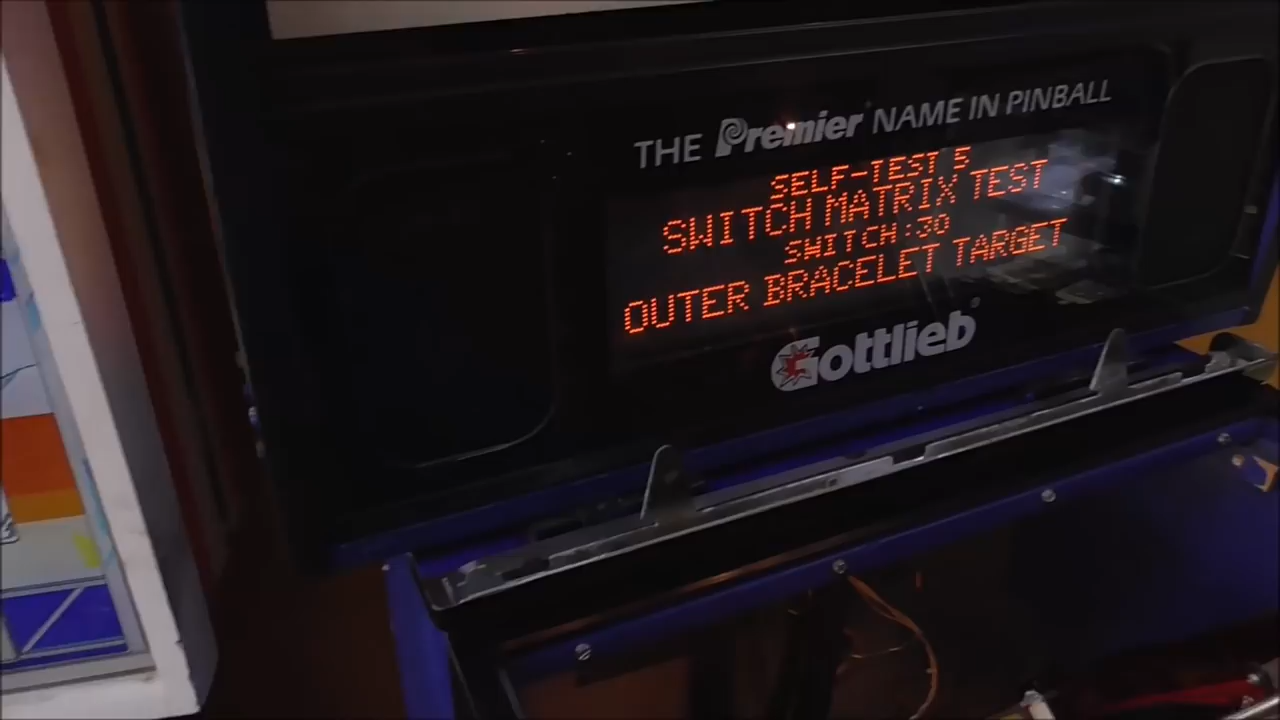 THE Premier NAME IN PINBALL
SELF-TEST 5
SWITCH MATRIX TEST
SWITCH:30
OUTER BRACELET TARGET
Gottlieb